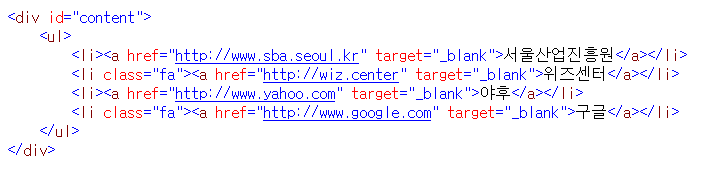 <div id="content">
<ul>
<li><a href="http://www.sba.seoul.kr" target="_blank">서울산업진흥원</a></li>
<li class="fa"><a href="http://wiz.center" target="_blank">위즈센터</a></li>
<li><a href="http://www.yahoo.com" target="_blank">야후</a></li>
<li class="fa"><a href="http://www.google.com" target="_blank">구글</a></li>
</ul>
</div>